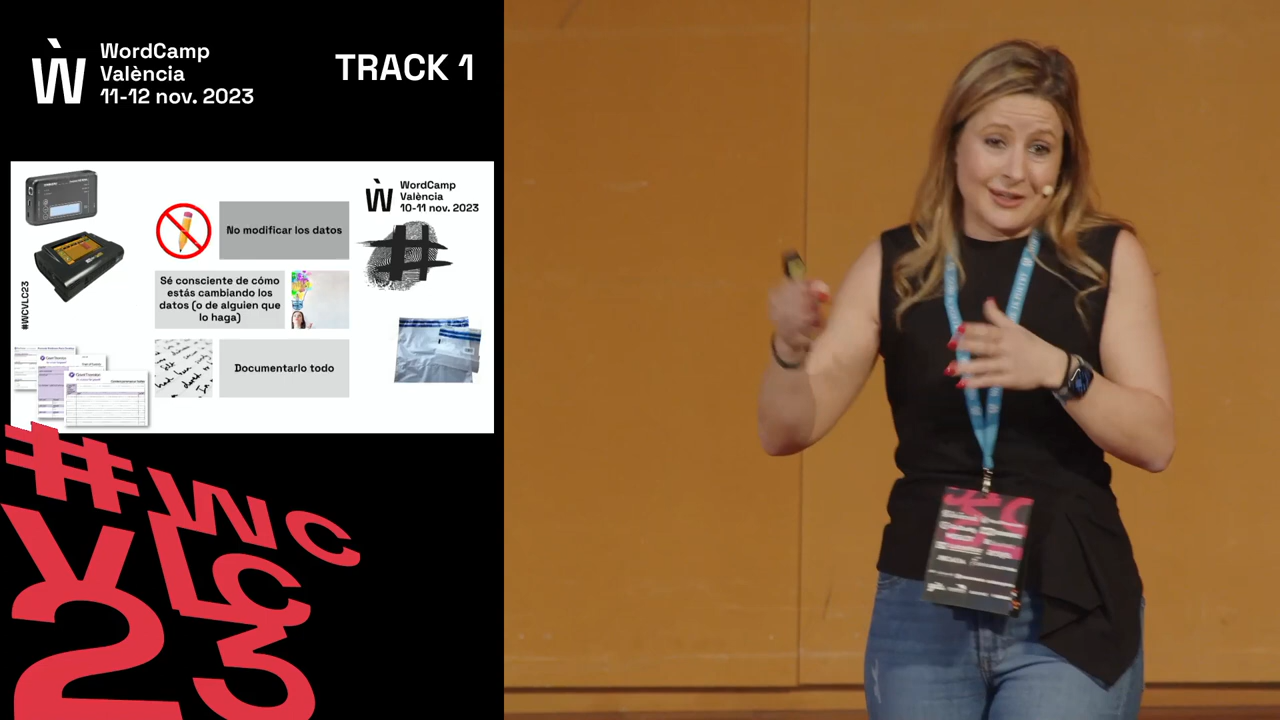 WordCamp
València
11-12 nov. 2023
TRACK 1
WordCamp
València
10-11 nov. 2023
No modificar los datos
Sé consciente de cómo
estás cambiando los
datos (o de alguien que
lo haga)
Documentarlo todo
#WCVLC23
#WC
VLC
23